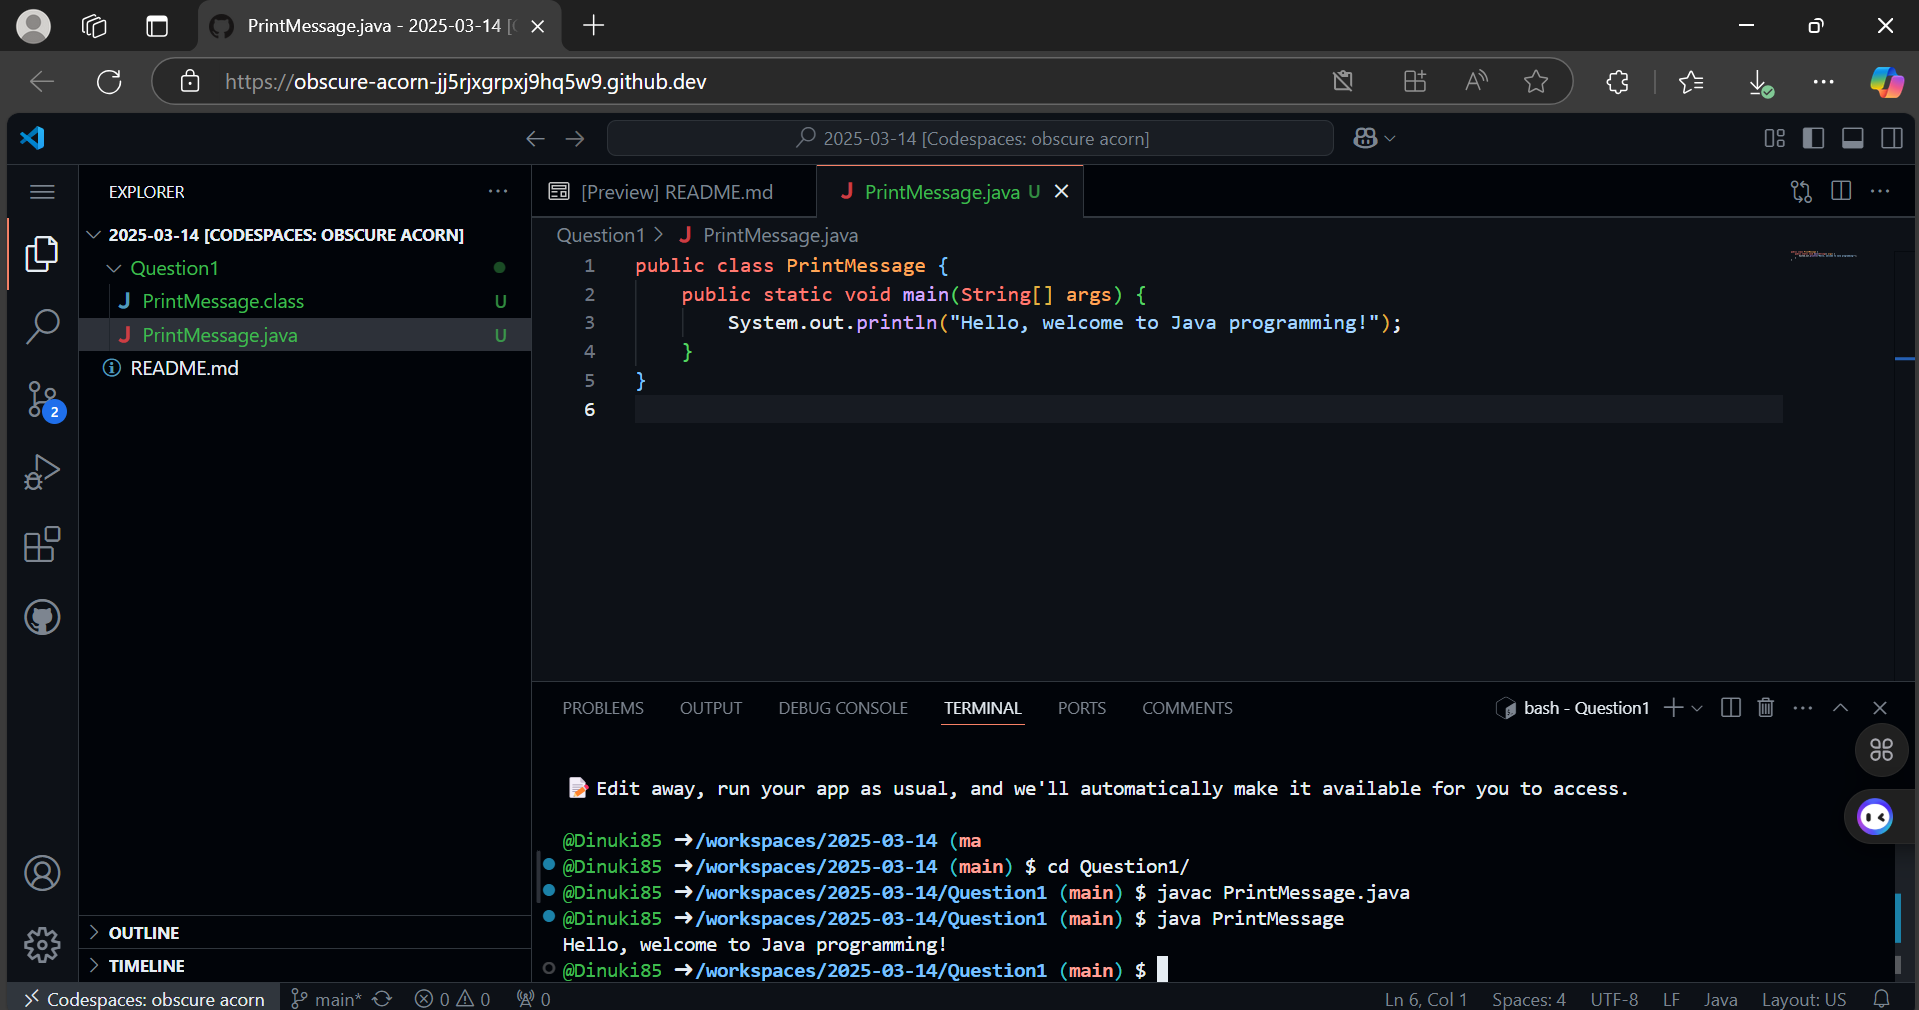 PrintMessage.java - 2025-03-14 [
https://obscure-acorn-jj5rjxgrpxj9hq5w9.github.dev
2025-03-14 [Codespaces: obscure acorn]
EXPLORER
2025-03-14 [CODESPACES: OBSCURE ACORN]
Question1
PrintMessage.class U
PrintMessage.java U
README.md
2
OUTLINE
TIMELINE
[Preview] README.md
PrintMessage.java U
Question1 > PrintMessage.java
1 public class PrintMessage {
2 public static void main(String[] args) {
3 System.out.println("Hello, welcome to Java programming!");
4 }
5 }
6
PROBLEMS OUTPUT DEBUG CONSOLE TERMINAL PORTS COMMENTS
bash - Question1
Edit away, run your app as usual, and we'll automatically make it available for you to access.
@Dinuki85 ➜/workspaces/2025-03-14 (ma
@Dinuki85 ➜/workspaces/2025-03-14 (main) $ cd Question1/
@Dinuki85 ➜/workspaces/2025-03-14/Question1 (main) $ javac PrintMessage.java
@Dinuki85 ➜/workspaces/2025-03-14/Question1 (main) $ java PrintMessage
Hello, welcome to Java programming!
@Dinuki85 ➜/workspaces/2025-03-14/Question1 (main) $
Codespaces: obscure acorn main* 0 0 0 Ln 6, Col 1 Spaces: 4 UTF-8 LF Java Layout: US